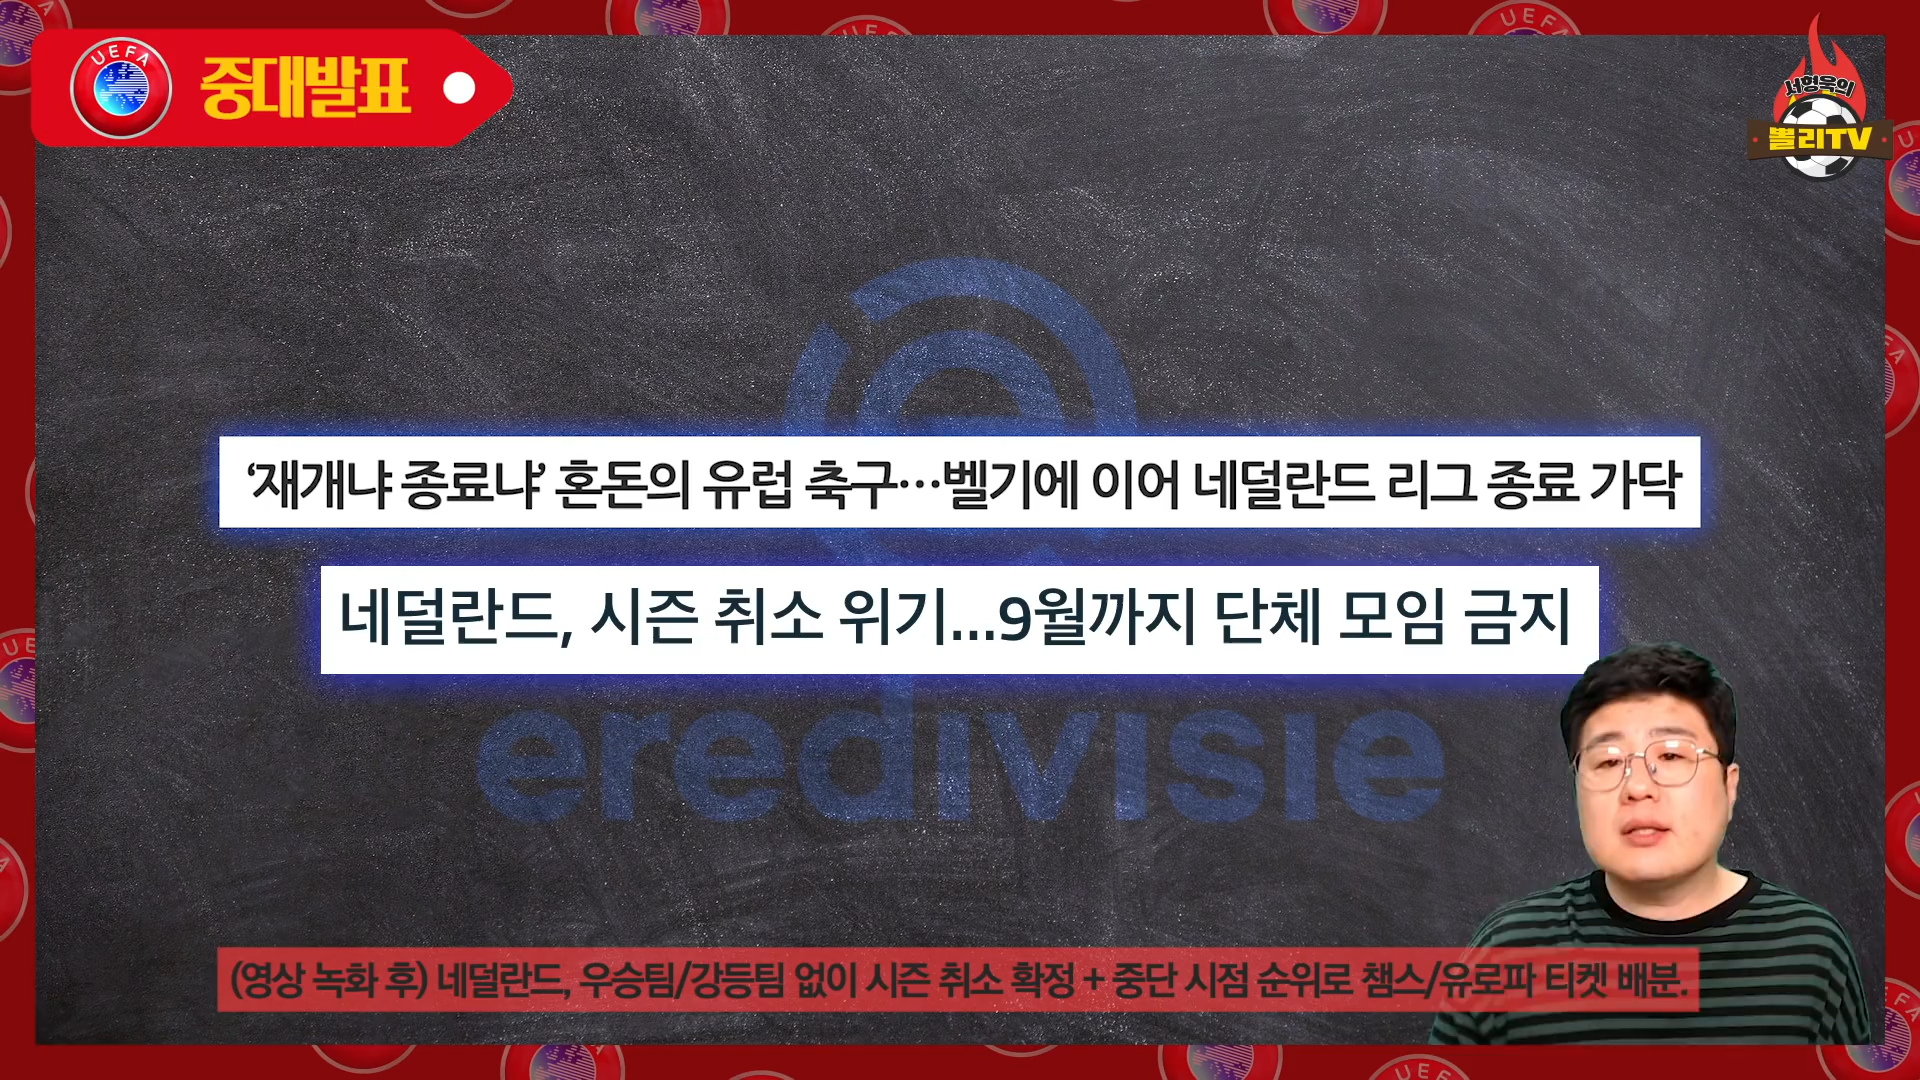 UEFA
중대발표
서형욱의
뽈리TV
‘재개냐 종료냐’ 혼돈의 유럽 축구…벨기에 이어 네덜란드 리그 종료 가닥
네덜란드, 시즌 취소 위기...9월까지 단체 모임 금지
eredivisie
(영상 녹화 후) 네덜란드, 우승팀/강등팀 없이 시즌 취소 확정 + 중단 시점 순위로 챔스/유로파 티켓 배분.